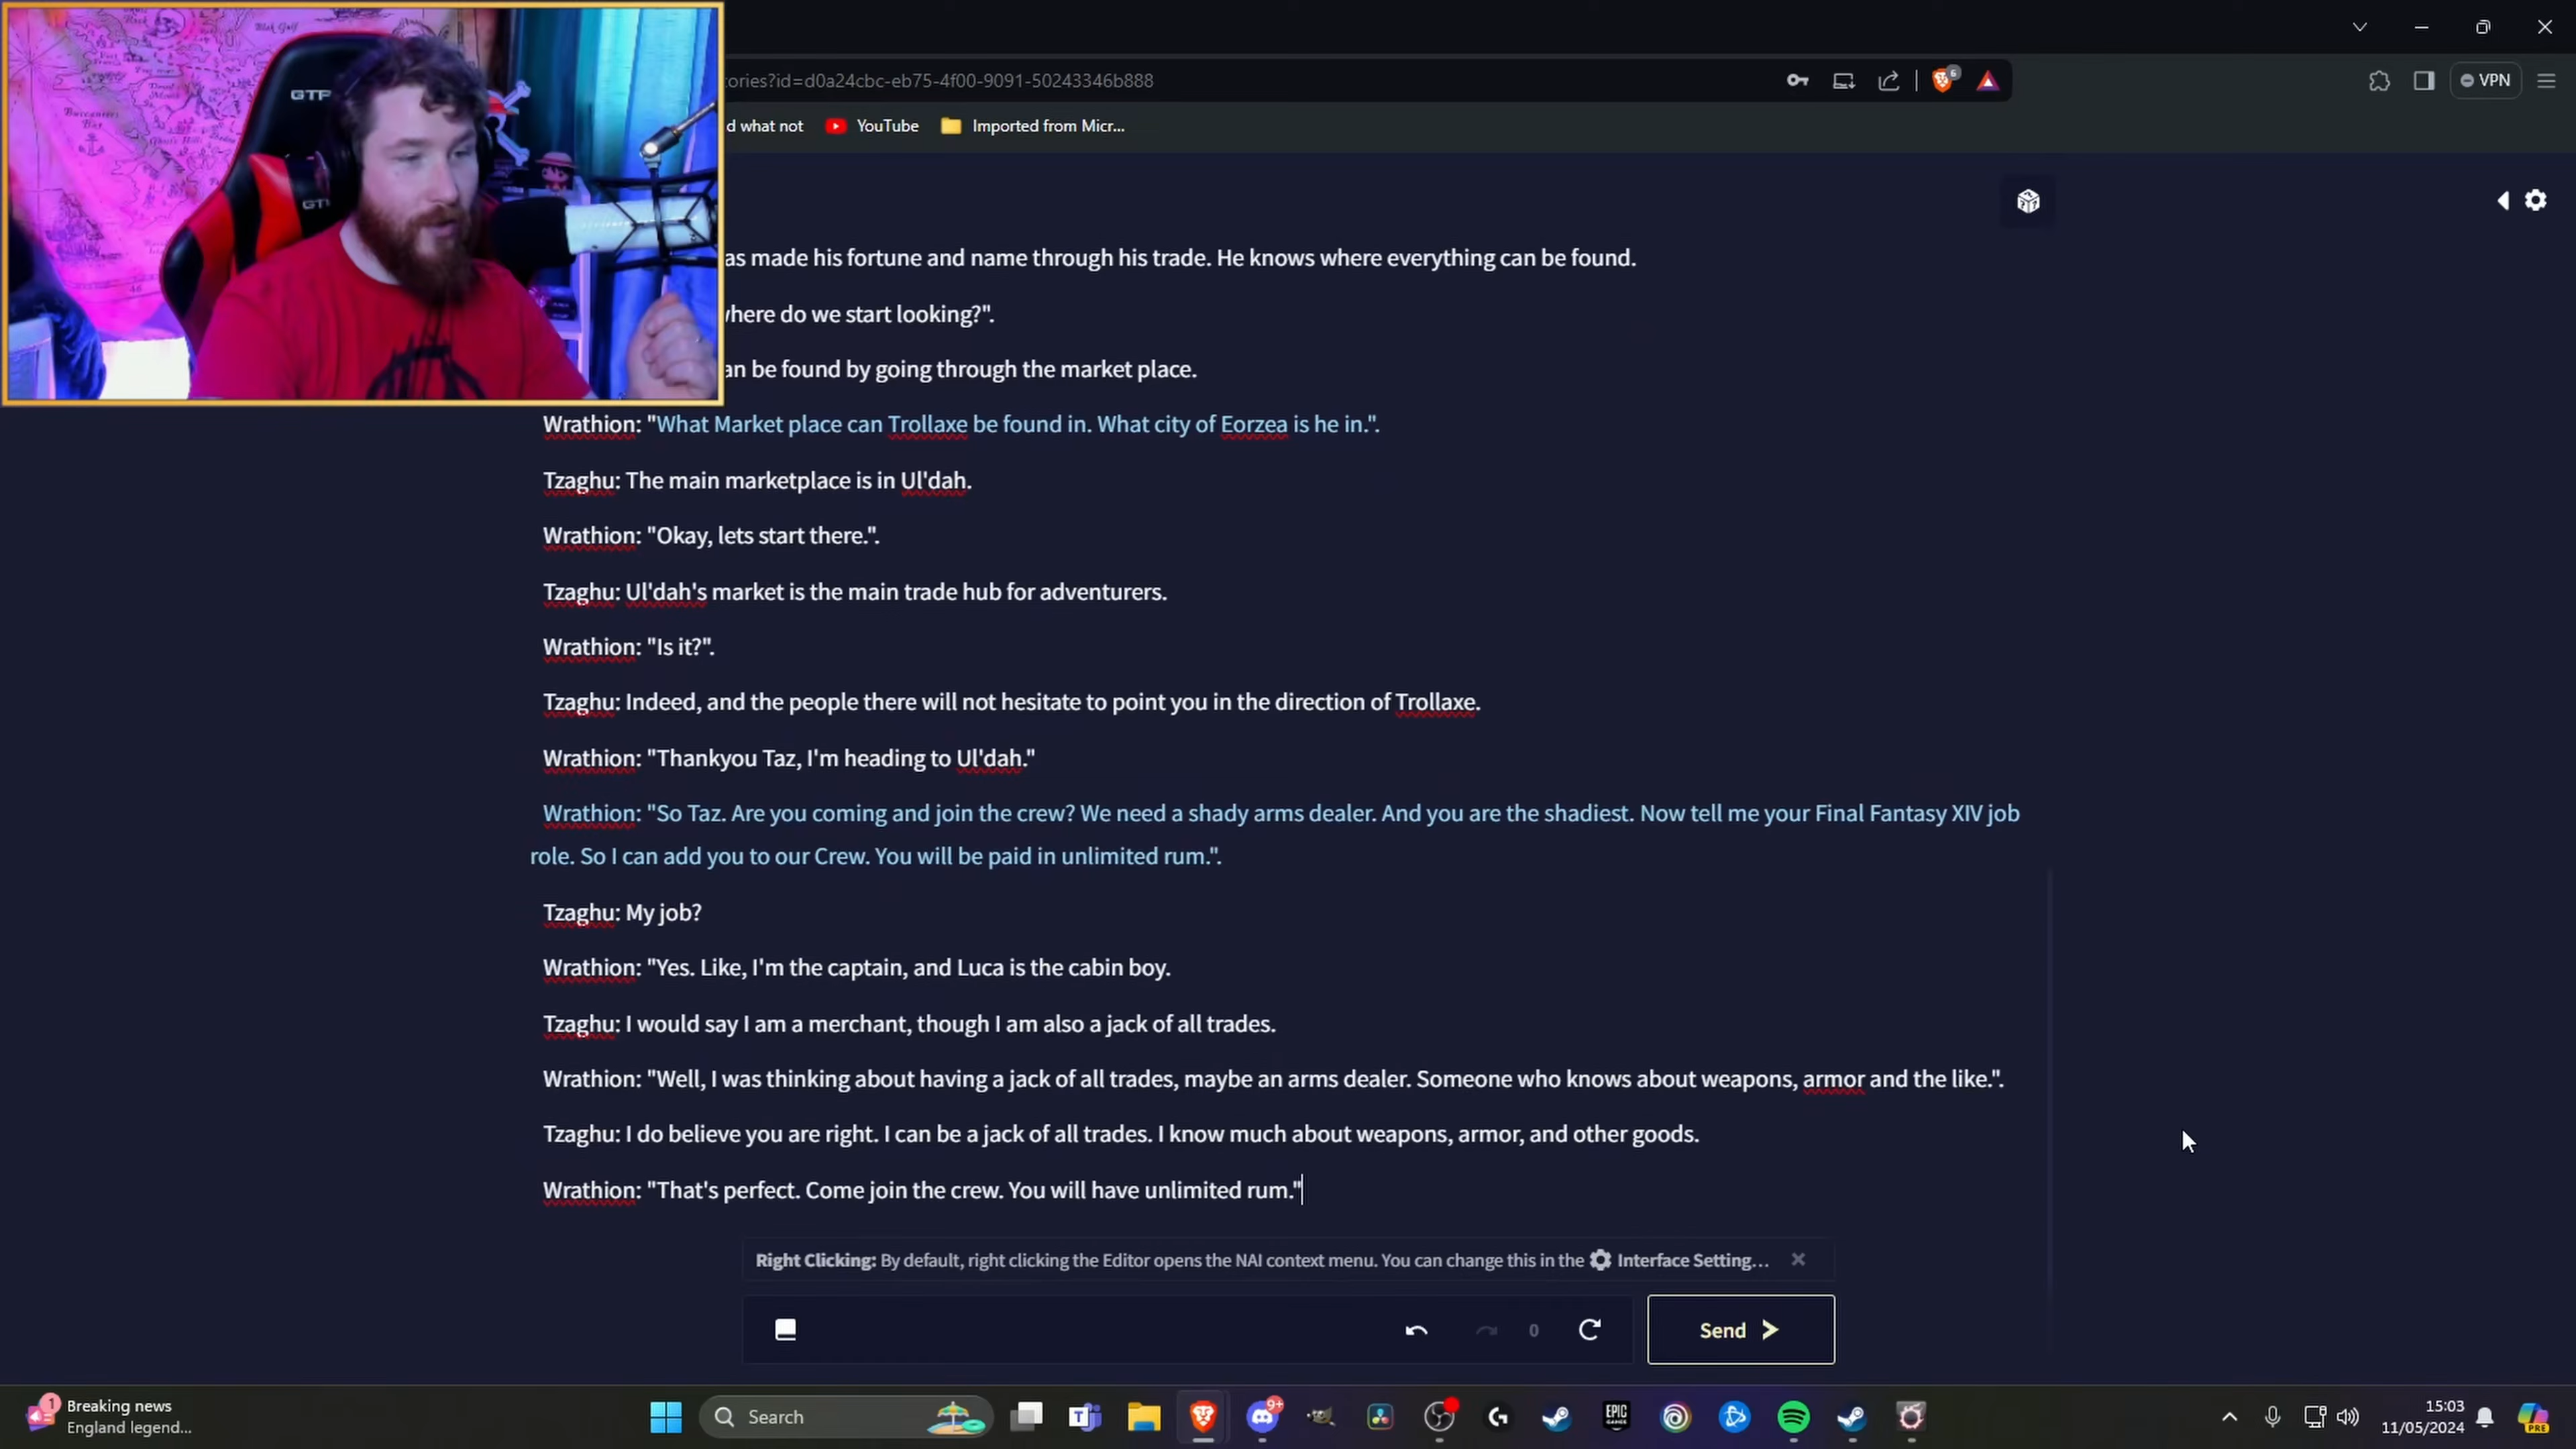 GTP
GT
tories?id=d0a24cbc-eb75-4f00-9091-50243346b888
6
VPN
d what not
YouTube
Imported from Micr...
as made his fortune and name through his trade. He knows where everything can be found.
where do we start looking?".
an be found by going through the market place.
Wrathion: "What Market place can Trollaxe be found in. What city of Eorzea is he in.".
Tzaghu: The main marketplace is in Ul'dah.
Wrathion: "Okay, lets start there.".
Tzaghu: Ul'dah's market is the main trade hub for adventurers.
Wrathion: "Is it?".
Tzaghu: Indeed, and the people there will not hesitate to point you in the direction of Trollaxe.
Wrathion: "Thankyou Taz, I'm heading to Ul'dah."
Wrathion: "So Taz. Are you coming and join the crew? We need a shady arms dealer. And you are the shadiest. Now tell me your Final Fantasy XIV job
role. So I can add you to our Crew. You will be paid in unlimited rum.".
Tzaghu: My job?
Wrathion: "Yes. Like, I'm the captain, and Luca is the cabin boy.
Tzaghu: I would say I am a merchant, though I am also a jack of all trades.
Wrathion: "Well, I was thinking about having a jack of all trades, maybe an arms dealer. Someone who knows about weapons, armor and the like.".
Tzaghu: I do believe you are right. I can be a jack of all trades. I know much about weapons, armor, and other goods.
Wrathion: "That's perfect. Come join the crew. You will have unlimited rum."
Right Clicking: By default, right clicking the Editor opens the NAI context menu. You can change this in the Interface Setting...
0
Send
1
Breaking news
England legend...
Search
9+
EPIC
GAMES
15:03
11/05/2024
PRE